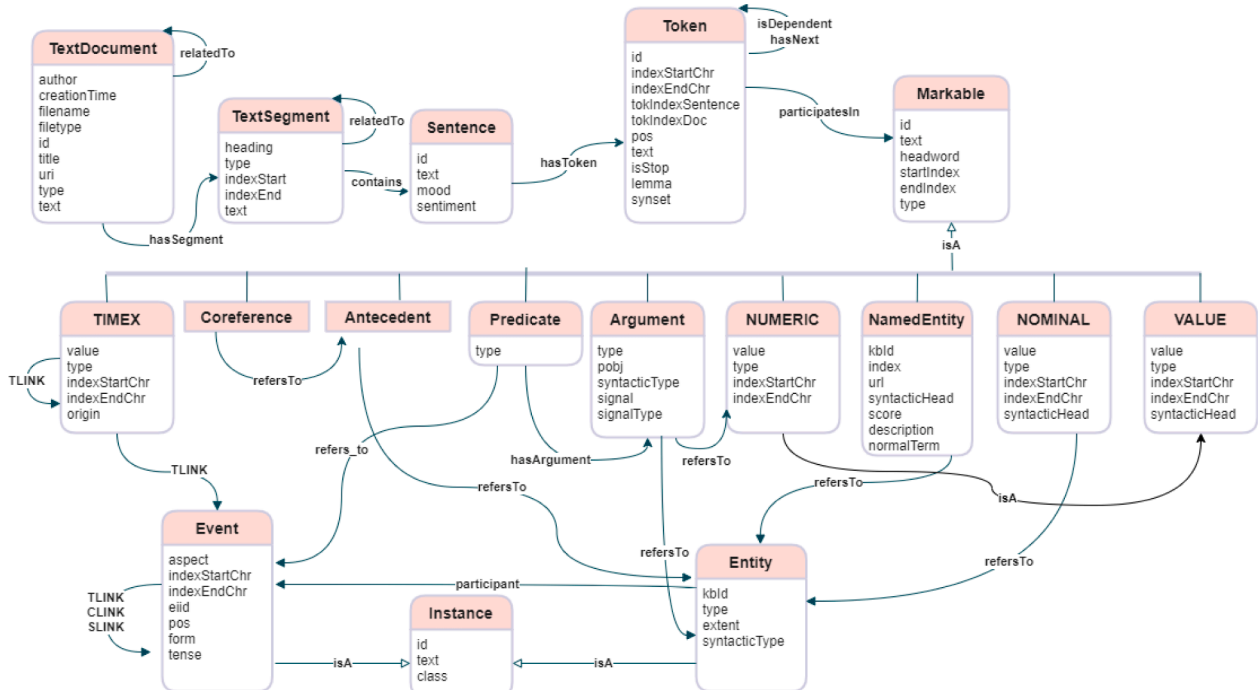 TextDocument
author
creationTime
filename
filetype
id
title
uri
type
text
relatedTo
hasSegment
TextSegment
heading
type
indexStart
indexEnd
text
relatedTo
contains
Sentence
id
text
mood
sentiment
hasToken
Token
id
indexStartChr
indexEndChr
tokIndexSentence
tokIndexDoc
pos
text
isStop
lemma
synset
isDependent
hasNext
participatesIn
Markable
id
text
headword
startIndex
endIndex
type
isA
TIMEX
value
type
indexStartChr
indexEndChr
origin
TLINK
TLINK
Coreference
refersTo
Antecedent
refersTo
Predicate
type
refers_to
hasArgument
Argument
type
pobj
syntacticType
signal
signalType
refersTo
refersTo
NUMERIC
value
type
indexStartChr
indexEndChr
isA
NamedEntity
kbId
index
url
syntacticHead
score
description
normalTerm
refersTo
NOMINAL
value
type
indexStartChr
indexEndChr
syntacticHead
refersTo
VALUE
value
type
indexStartChr
indexEndChr
syntacticHead
Event
aspect
indexStartChr
indexEndChr
eiid
pos
form
tense
TLINK
CLINK
SLINK
isA
participant
Instance
id
text
class
isA
Entity
kbId
type
extent
syntacticType